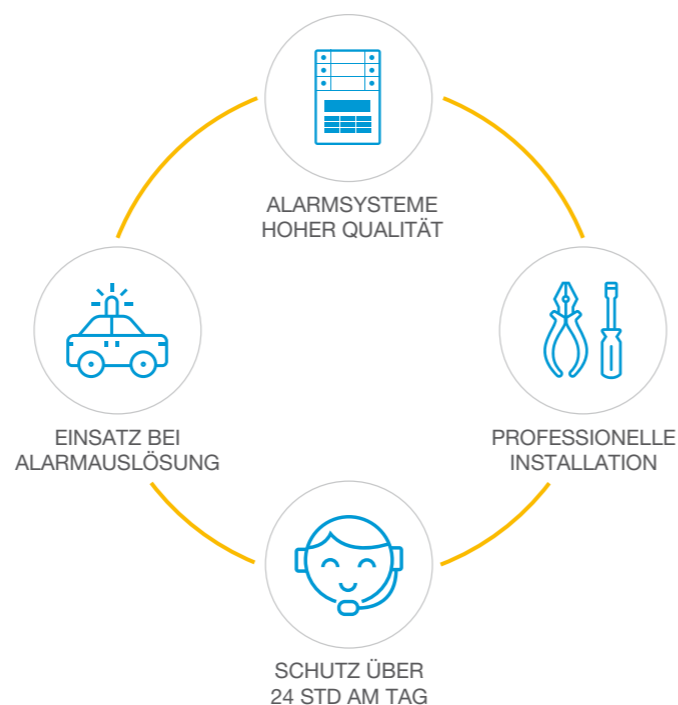 ALARMSYSTEME
HOHER QUALITÄT
EINSATZ BEI
ALARMAUSLÖSUNG
PROFESSIONELLE
INSTALLATION
SCHUTZ ÜBER
24 STD AM TAG